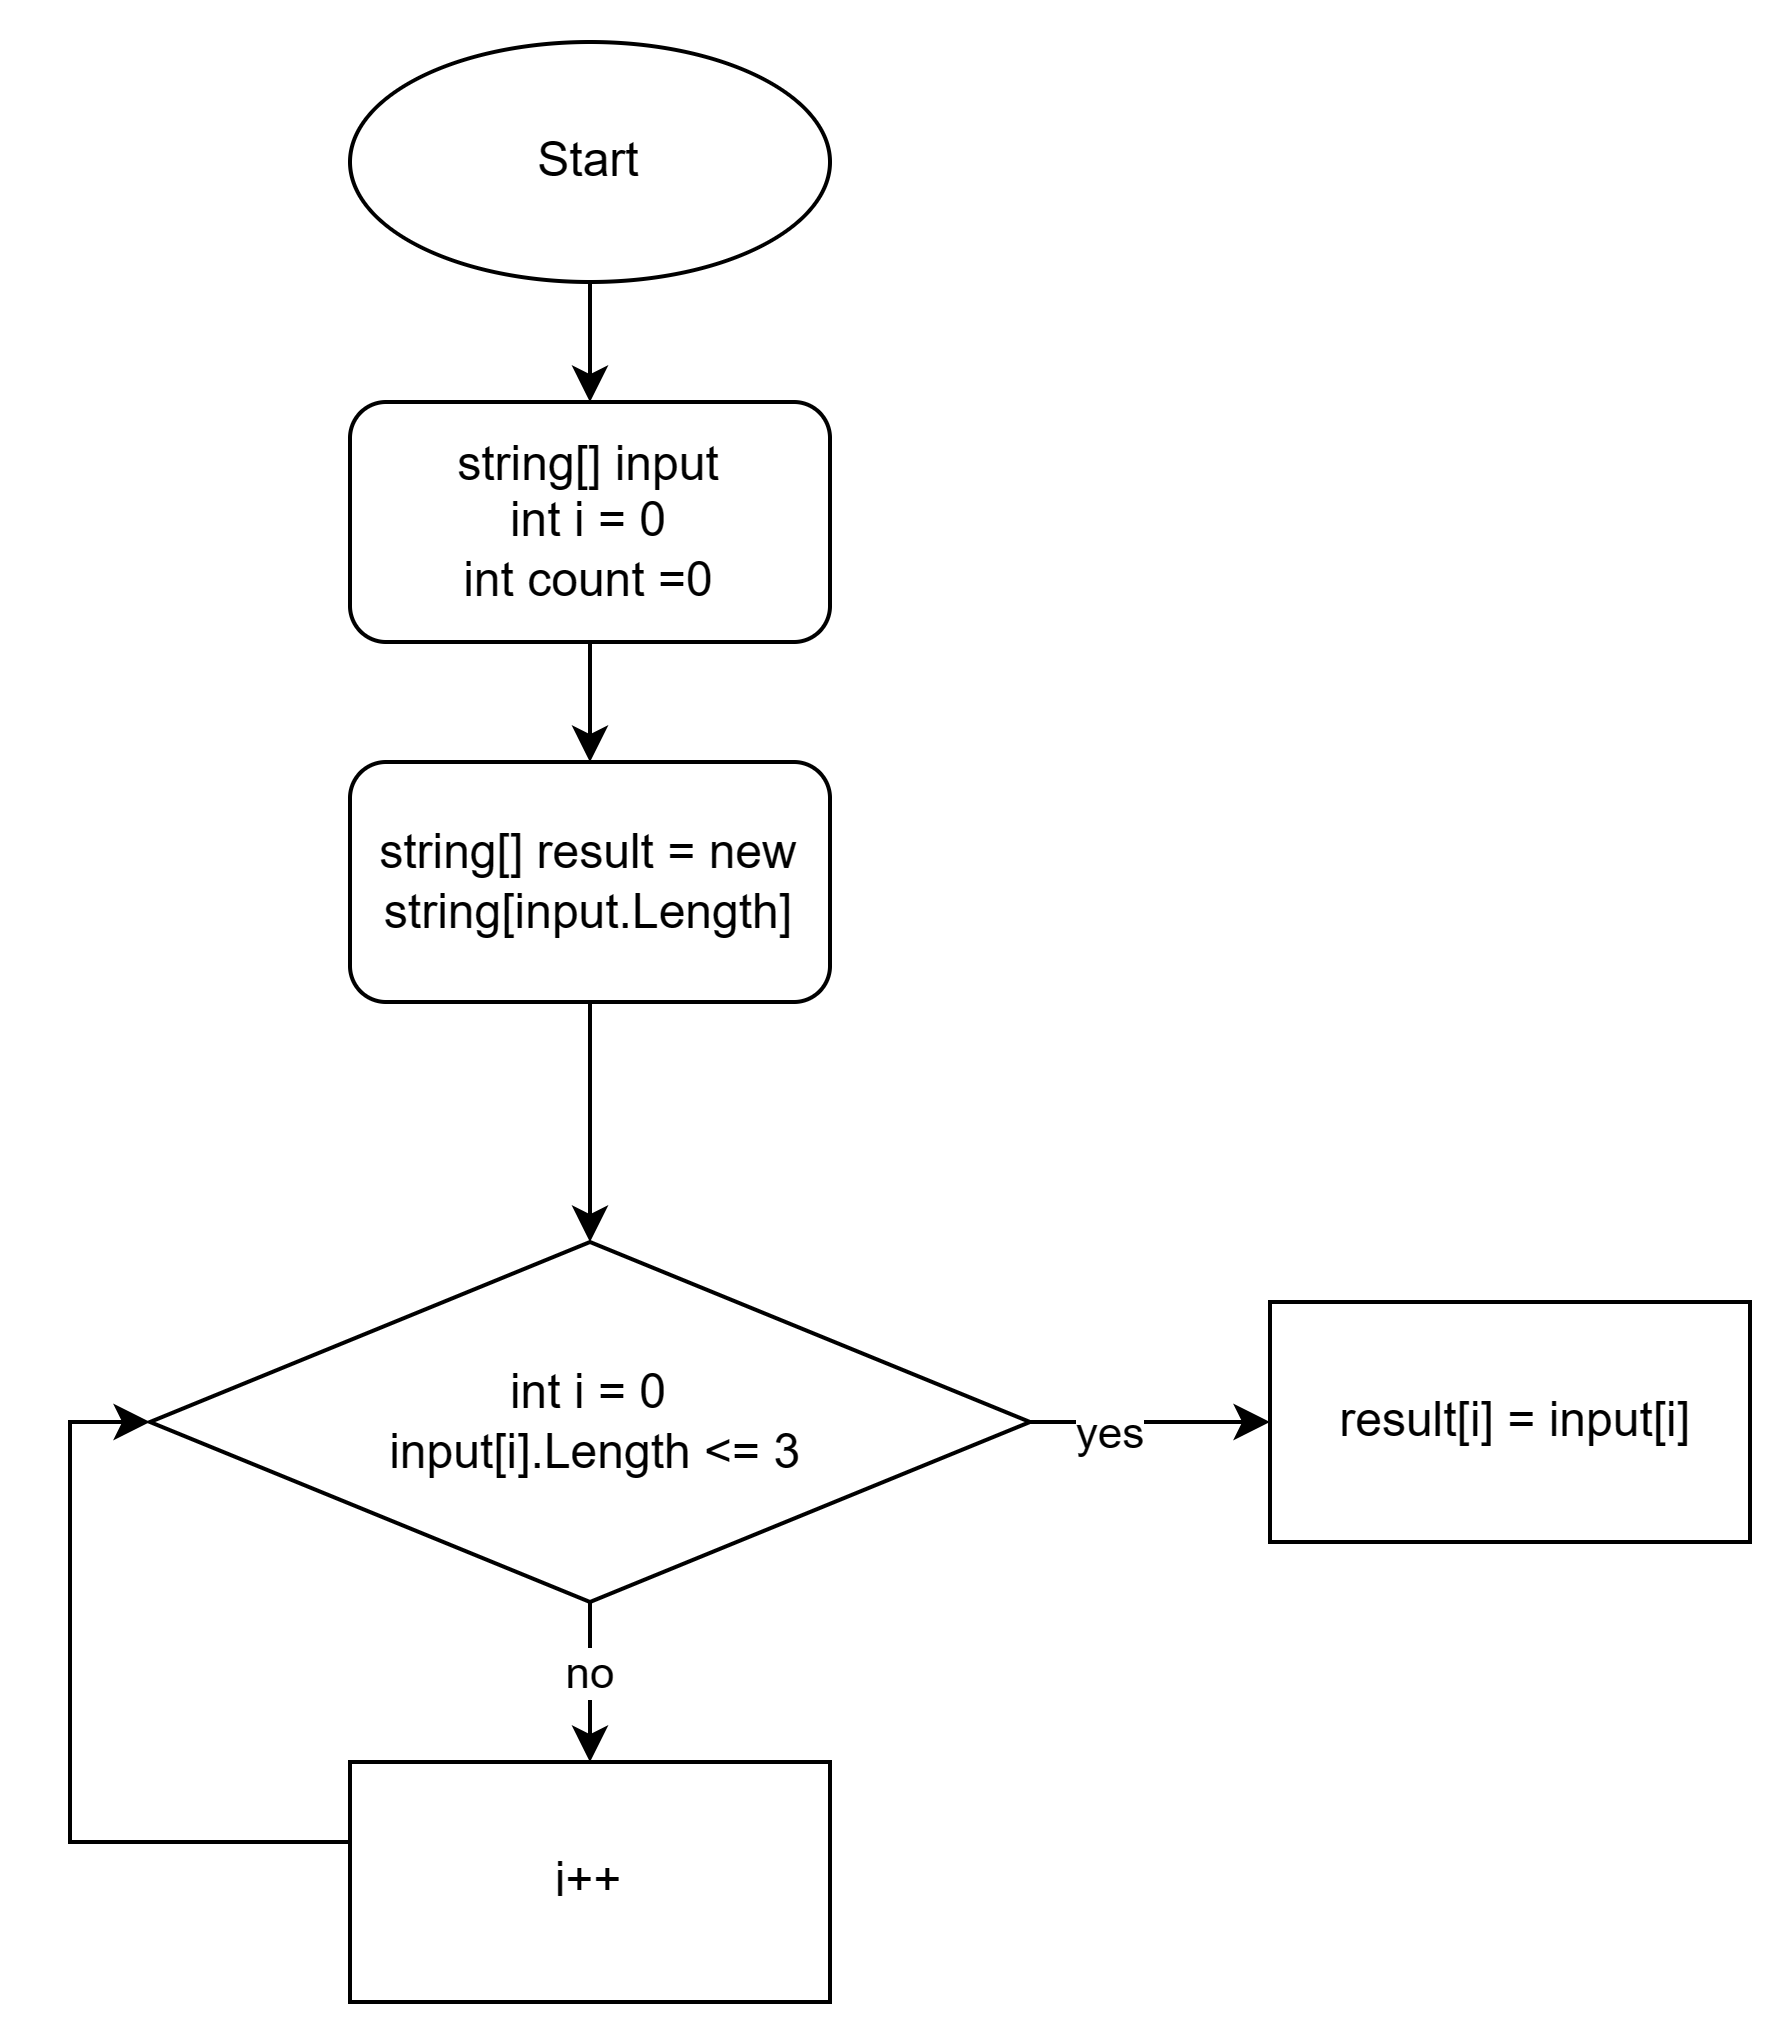 Start
string[] input
int i = 0
int count =0
string[] result = new
string[input.Length]
int i = 0
input[i].Length <= 3
yes
result[i] = input[i]
no
i++